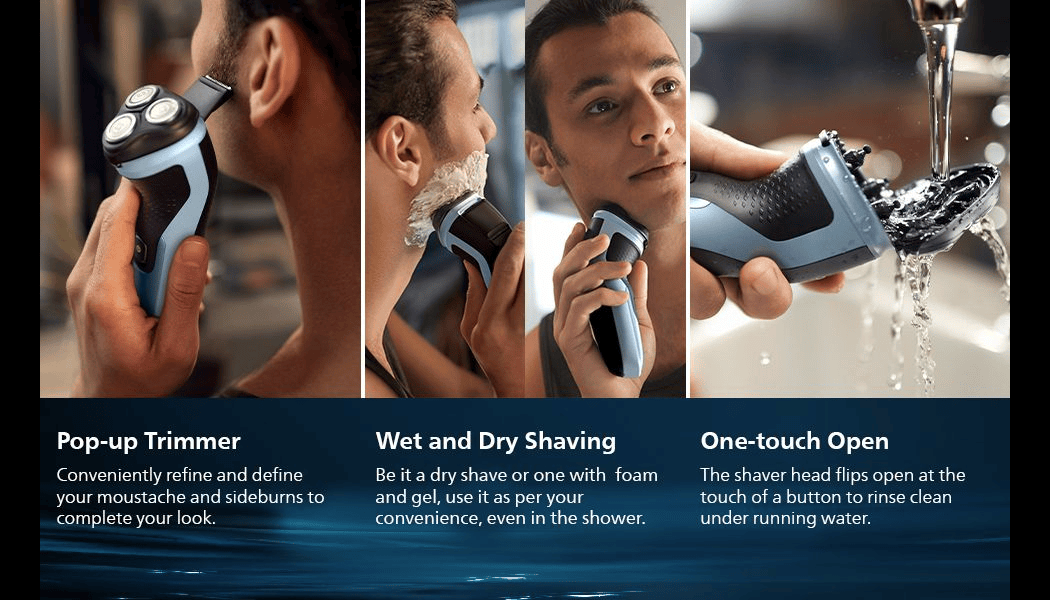 Pop-up Trimmer
Conveniently refine and define
your moustache and sideburns to
complete your look.
Wet and Dry Shaving
Be it a dry shave or one with  foam
and gel, use it as per your
convenience, even in the shower.
One-touch Open
The shaver head flips open at the
touch of a button to rinse clean
under running water.